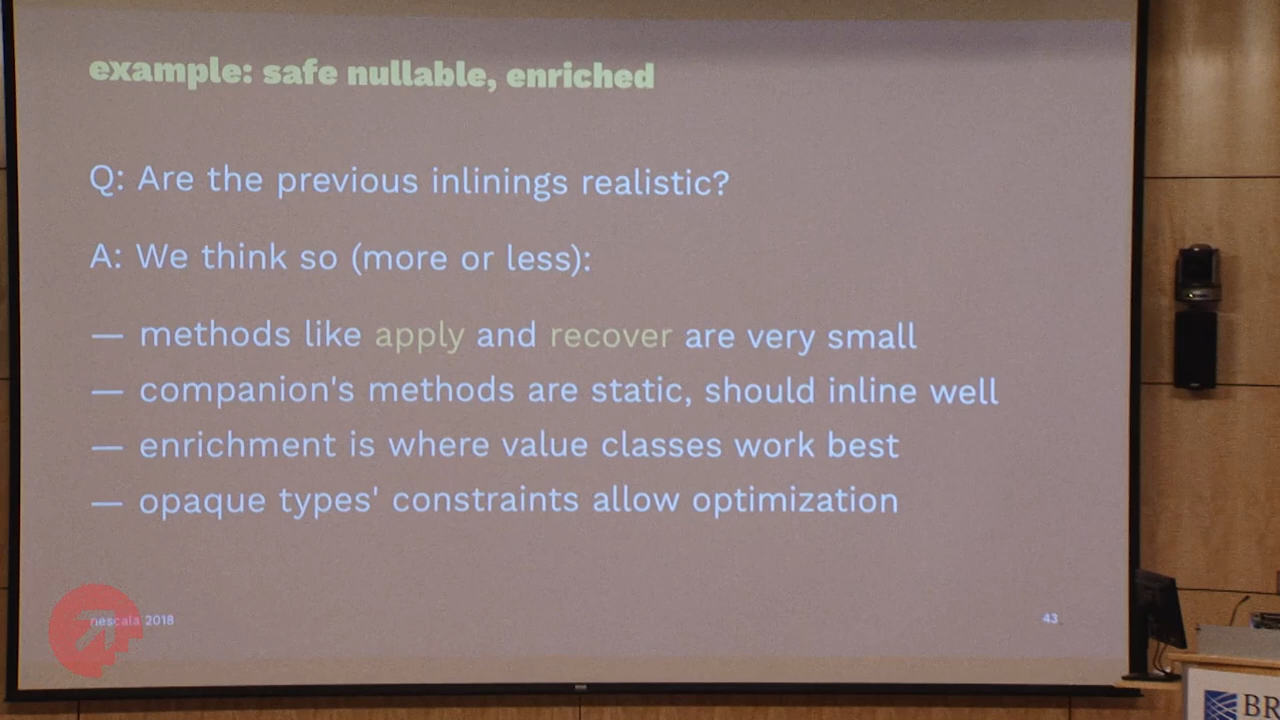 example: safe nullable, enriched
Q: Are the previous inlinings realistic?
A: We think so (more or less):
— methods like apply and recover are very small
— companion's methods are static, should inline well
— enrichment is where value classes work best
— opaque types' constraints allow optimization
nescala 2018
43
BR